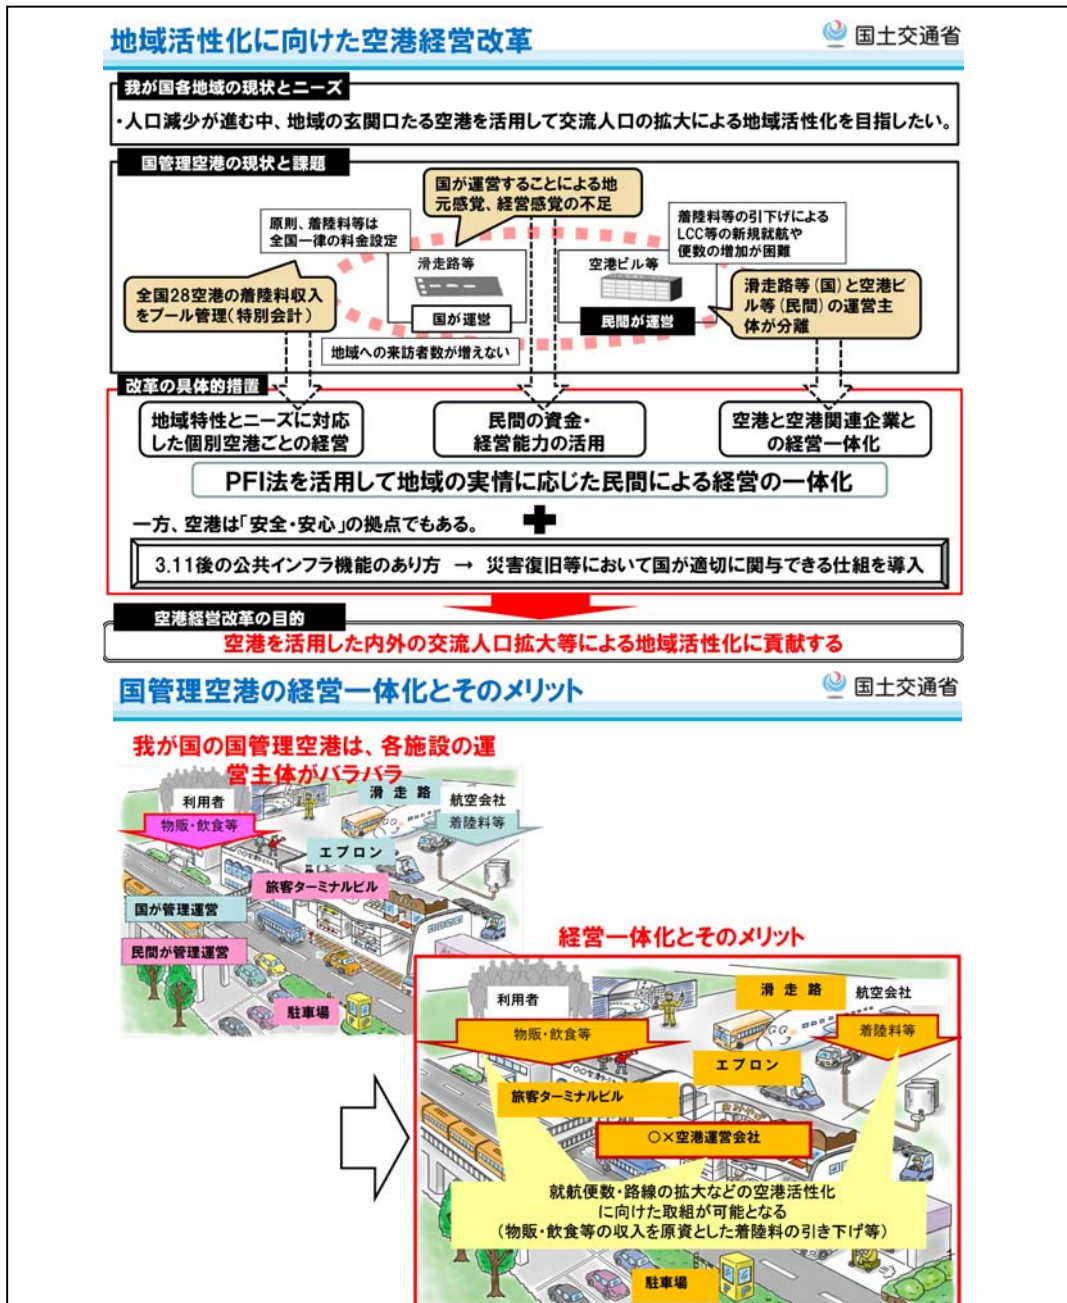 地域活性化に向けた空港経営改革
国土交通省
我が国各地域の現状とニーズ
・人口減少が進む中、地域の玄関口たる空港を活用して交流人口の拡大による地域活性化を目指したい。
国管理空港の現状と課題
国が運営することによる地
元感覚、経営感覚の不足
原則、着陸料等は
全国一律の料金設定
着陸料等の引下げによる
LCC等の新規就航や
便数の増加が困難
滑走路等
空港ビル等
全国28空港の着陸料収入
をプール管理(特別会計)
滑走路等(国)と空港ビ
ル等(民間)の運営主
体が分離
国が運営
民間が運営
地域への来訪者数が増えない
改革の具体的措置
地域特性とニーズに対応
した個別空港ごとの経営
民間の資金・
経営能力の活用
空港と空港関連企業と
の経営一体化
PFI法を活用して地域の実情に応じた民間による経営の一体化
一方、空港は「安全・安心」の拠点でもある。
3.11後の公共インフラ機能のあり方 → 災害復旧等において国が適切に関与できる仕組を導入
空港経営改革の目的
空港を活用した内外の交流人口拡大等による地域活性化に貢献する
国管理空港の経営一体化とそのメリット
国土交通省
我が国の国管理空港は、各施設の運
営主体がバラバラ
利用者
滑走路
航空会社
物販・飲食等
着陸料等
エプロン
旅客ターミナルビル
国が管理運営
民間が管理運営
駐車場
経営一体化とそのメリット
利用者
滑走路
航空会社
物販・飲食等
着陸料等
エプロン
旅客ターミナルビル
○×空港運営会社
就航便数・路線の拡大などの空港活性化
に向けた取組が可能となる
(物販・飲食等の収入を原資とした着陸料の引き下げ等)
駐車場